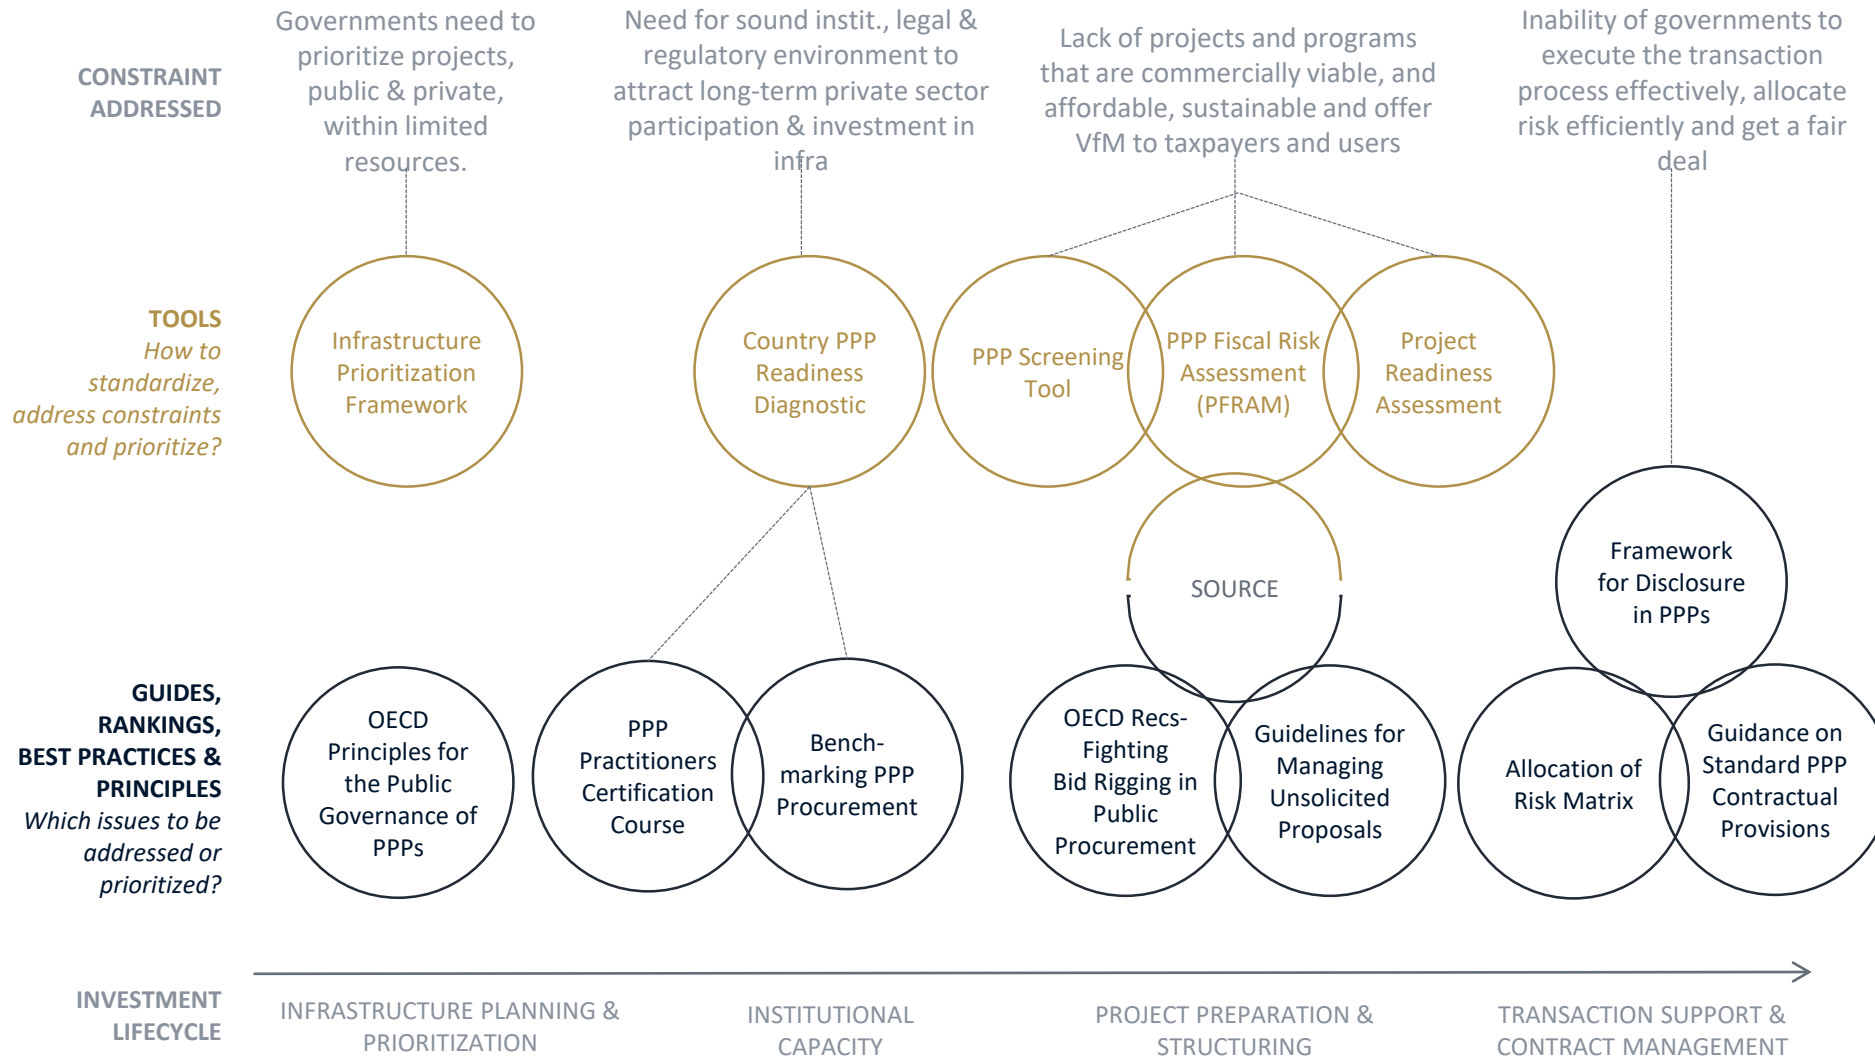 CONSTRAINT
ADDRESSED
Governments need to
prioritize projects,
public & private,
within limited
resources.
Need for sound instit., legal &
regulatory environment to
attract long-term private sector
participation & investment in
infra
Lack of projects and programs
that are commercially viable, and
affordable, sustainable and offer
VfM to taxpayers and users
Inability of governments to
execute the transaction
process effectively, allocate
risk efficiently and get a fair
deal
TOOLS
How to
standardize,
address constraints
and prioritize?
Infrastructure
Prioritization
Framework
Country PPP
Readiness
Diagnostic
PPP Screening
Tool
PPP Fiscal Risk
Assessment
(PFRAM)
Project
Readiness
Assessment
SOURCE
Framework
for Disclosure
in PPPs
GUIDES,
RANKINGS,
BEST PRACTICES &
PRINCIPLES
Which issues to be
addressed or
prioritized?
OECD
Principles for
the Public
Governance of
PPPs
PPP
Practitioners
Certification
Course
Bench-
marking PPP
Procurement
OECD Recs-
Fighting
Bid Rigging in
Public
Procurement
Guidelines for
Managing
Unsolicited
Proposals
Allocation of
Risk Matrix
Guidance on
Standard PPP
Contractual
Provisions
INVESTMENT
LIFECYCLE
INFRASTRUCTURE PLANNING &
PRIORITIZATION
INSTITUTIONAL
CAPACITY
PROJECT PREPARATION &
STRUCTURING
TRANSACTION SUPPORT &
CONTRACT MANAGEMENT